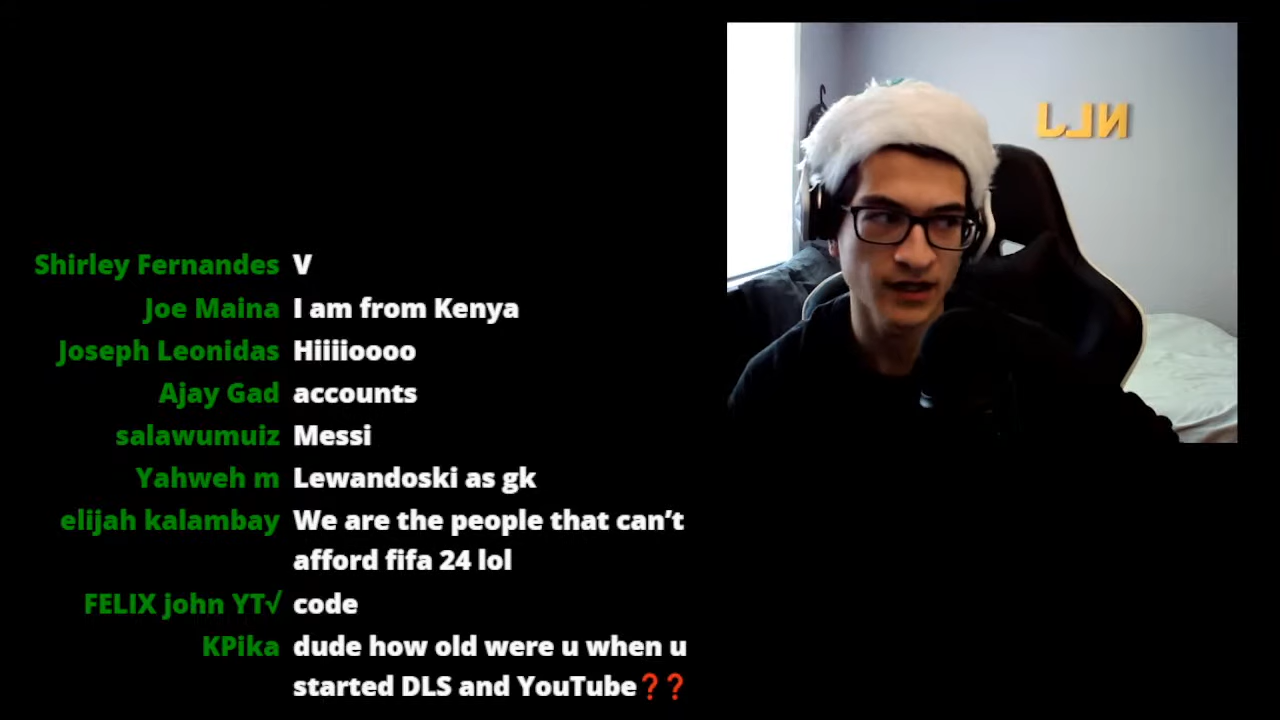 NLJ
Shirley Fernandes V
Joe Maina I am from Kenya
Joseph Leonidas Hiiiioooo
Ajay Gad accounts
salawumuiz Messi
Yahweh m Lewandoski as gk
elijah kalambay We are the people that can’t
afford fifa 24 lol
FELIX john YT√ code
KPika dude how old were u when u
started DLS and YouTube❓❓